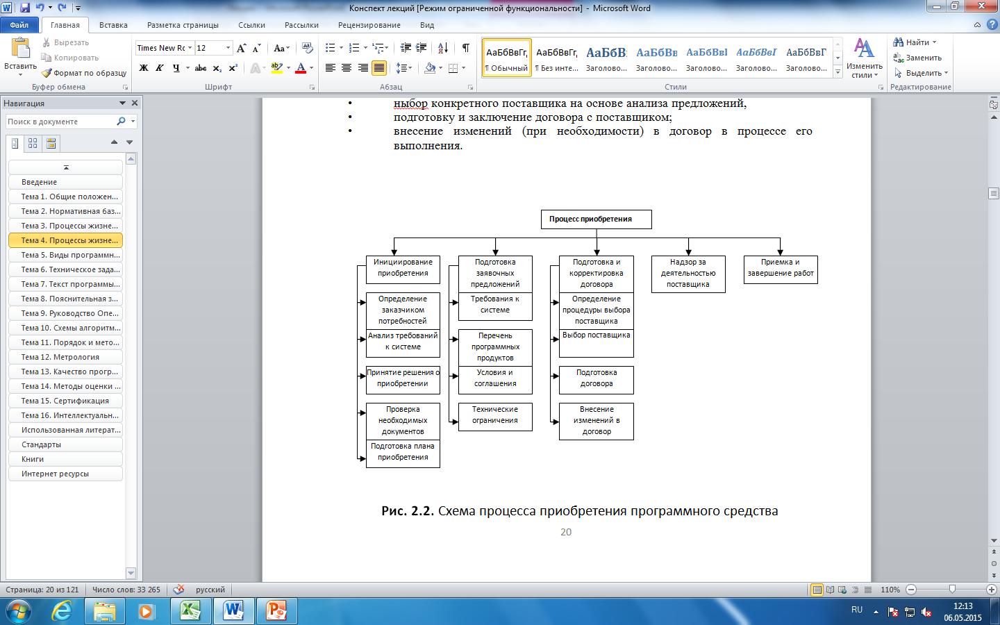 Конспект лекций [Режим ограниченной функциональности] - Microsoft Word
Файл
Главная
Вставка
Разметка страницы
Ссылки
Рассылки
Рецензирование
Вид
Вставить
Вырезать
Копировать
Формат по образцу
Буфер обмена
Times New Ro
12
Ж К Ч abc x₂ x² A ab A
Шрифт
Абзац
АаБбВвГг, АаБбВвГг, АаБбВ АаБбВв АаБбВвІ АаБбВвІ АаБбВвГ
¶ Обычный ¶ Без инте... Заголово... Заголово... Заголово... Заголово... Заголово...
Стили
Изменить
стили
Найти
Заменить
Выделить
Редактирование
Навигация
Поиск в документе
Введение
Тема 1. Общие положен...
Тема 2. Нормативная баз...
Тема 3. Процессы жизне...
Тема 4. Процессы жизне...
Тема 5. Виды программн...
Тема 6. Техническое зада...
Тема 7. Текст программы...
Тема 8. Пояснительная з...
Тема 9. Руководство Опе...
Тема 10. Схемы алгоритм...
Тема 11. Порядок и мето...
Тема 12. Метрология
Тема 13. Качество прогр...
Тема 14. Методы оценки ...
Тема 15. Сертификация
Тема 16. Интеллектуальн...
Использованная литерат...
Стандарты
Книги
Интернет ресурсы
• ныбор конкретного поставщика на основе анализа предложений,
• подготовку и заключение договора с поставщиком;
• внесение изменений (при необходимости) в договор в процессе его
выполнения.
Процесс приобретения
Инициирование
приобретения
Определение
заказчиком
потребностей
Анализ требований
к системе
Принятие решения о
приобретении
Проверка
необходимых
документов
Подготовка плана
приобретения
Подготовка
заявочных
предложений
Требования к
системе
Перечень
программных
продуктов
Условия и
соглашения
Технические
ограничения
Подготовка и
корректировка
договора
Определение
процедуры выбора
поставщика
Выбор поставщика
Подготовка
договора
Внесение
изменений в
договор
Надзор за
деятельностью
поставщика
Приемка и
завершение работ
Рис. 2.2. Схема процесса приобретения программного средства
20
Страница: 20 из 121
Число слов: 33 265
русский
110%
RU
12:13
06.05.2015